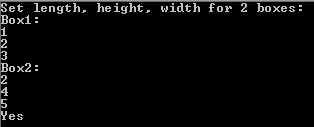 Set length, height, width for 2 boxes:
Box1:
1
2
3
Box2:
2
4
5
Yes